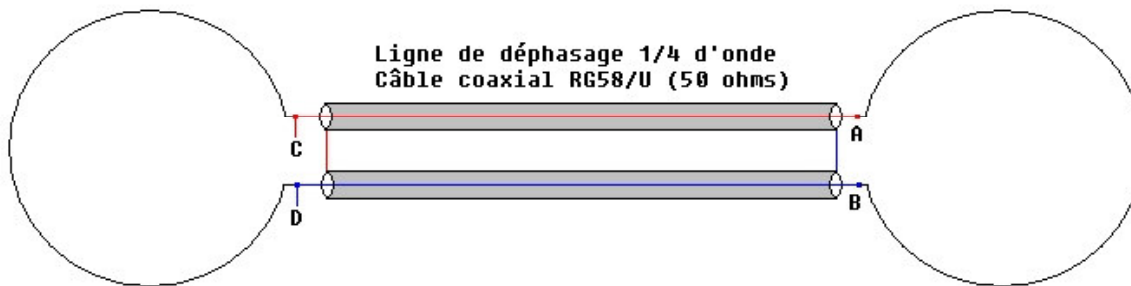 Ligne de déphasage 1/4 d'onde
Câble coaxial RG58/U (50 ohms)
C
A
D
B